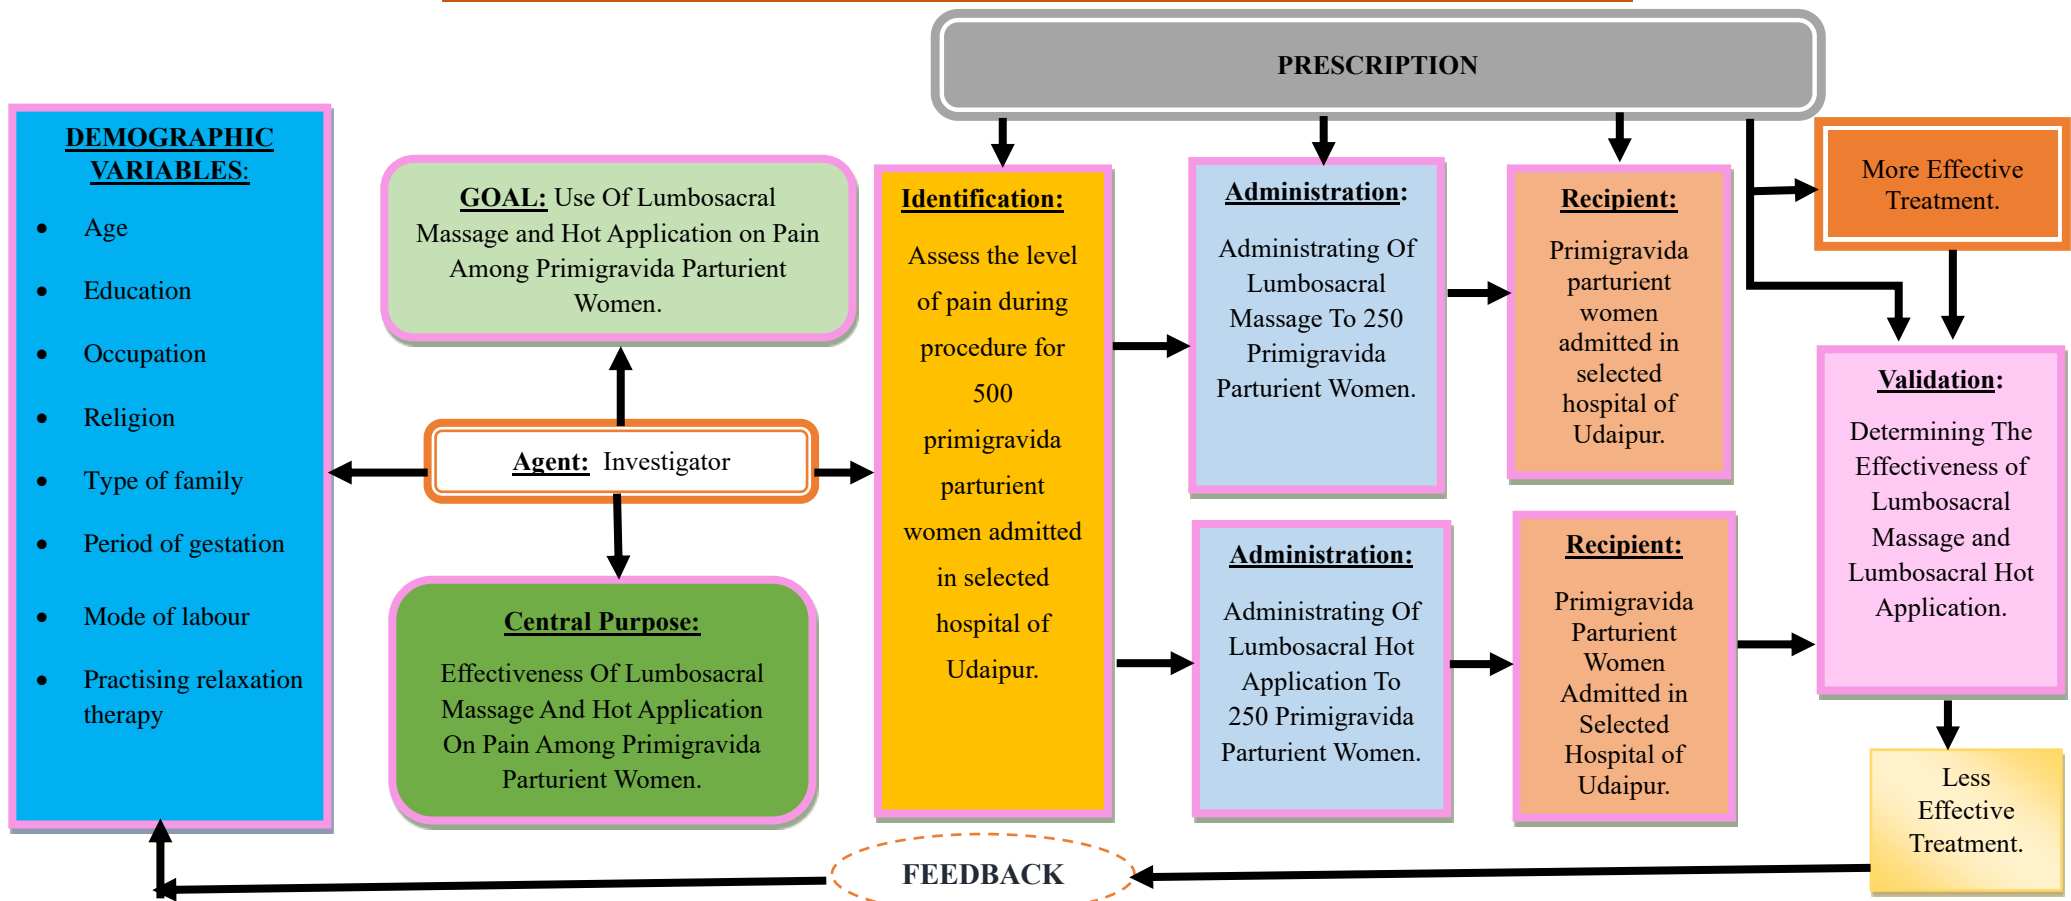 PRESCRIPTION
DEMOGRAPHIC
VARIABLES:
• Age
• Education
• Occupation
• Religion
• Type of family
• Period of gestation
• Mode of labour
• Practising relaxation
therapy
GOAL: Use Of Lumbosacral
Massage and Hot Application on Pain
Among Primigravida Parturient
Women.
Agent: Investigator
Central Purpose:
Effectiveness Of Lumbosacral
Massage And Hot Application
On Pain Among Primigravida
Parturient Women.
Identification:
Assess the level
of pain during
procedure for
500
primigravida
parturient
women admitted
in selected
hospital of
Udaipur.
Administration:
Administrating Of
Lumbosacral
Massage To 250
Primigravida
Parturient Women.
Recipient:
Primigravida
parturient
women
admitted in
selected
hospital of
Udaipur.
Administration:
Administrating Of
Lumbosacral Hot
Application To
250 Primigravida
Parturient Women.
Recipient:
Primigravida
Parturient
Women
Admitted in
Selected
Hospital of
Udaipur.
More Effective
Treatment.
Validation:
Determining The
Effectiveness of
Lumbosacral
Massage and
Lumbosacral Hot
Application.
Less
Effective
Treatment.
FEEDBACK